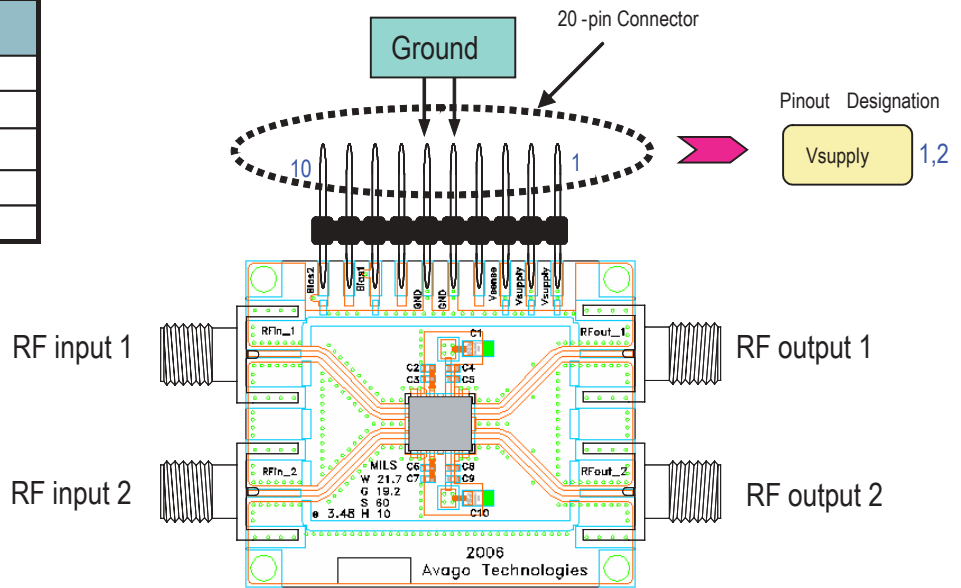 20 -pin Connector
Ground
Pinout Designation
Vsupply 1,2
10
1
Bias2
Bias1
GND
GND
Vsense
Vsupply
Vsupply
RF input 1
RFin_1
C1
RFout_1
RF output 1
C2 C4
C3 C5
RF input 2
RFin_2
MILS
W 21.7
G 19.2
S 60
e 3.48 H 10
C6 C8
C7 C9
C10
RFout_2
RF output 2
2006
Avago Technologies